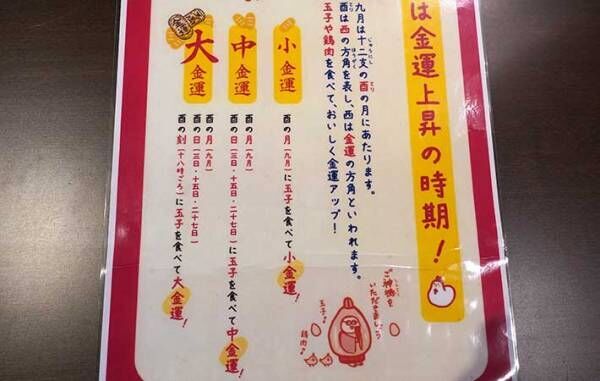 は金運上昇の時期！
九月は十二支の酉の月にあたります。
酉は西の方角を表し、西は金運の方角といわれます。
玉子や鶏肉を食べて、おいしく金運アップ！
小金運
酉の月（九月）に玉子を食べて小金運！
中金運
酉の月（九月）
酉の日（三日・十五日・二十七日）に玉子を食べて中金運！
大金運
酉の月（九月）
酉の日（三日・十五日・二十七日）
酉の刻（十八時ごろ）に玉子を食べて大金運！
いただきましょう
玉子♪
鶏肉♪